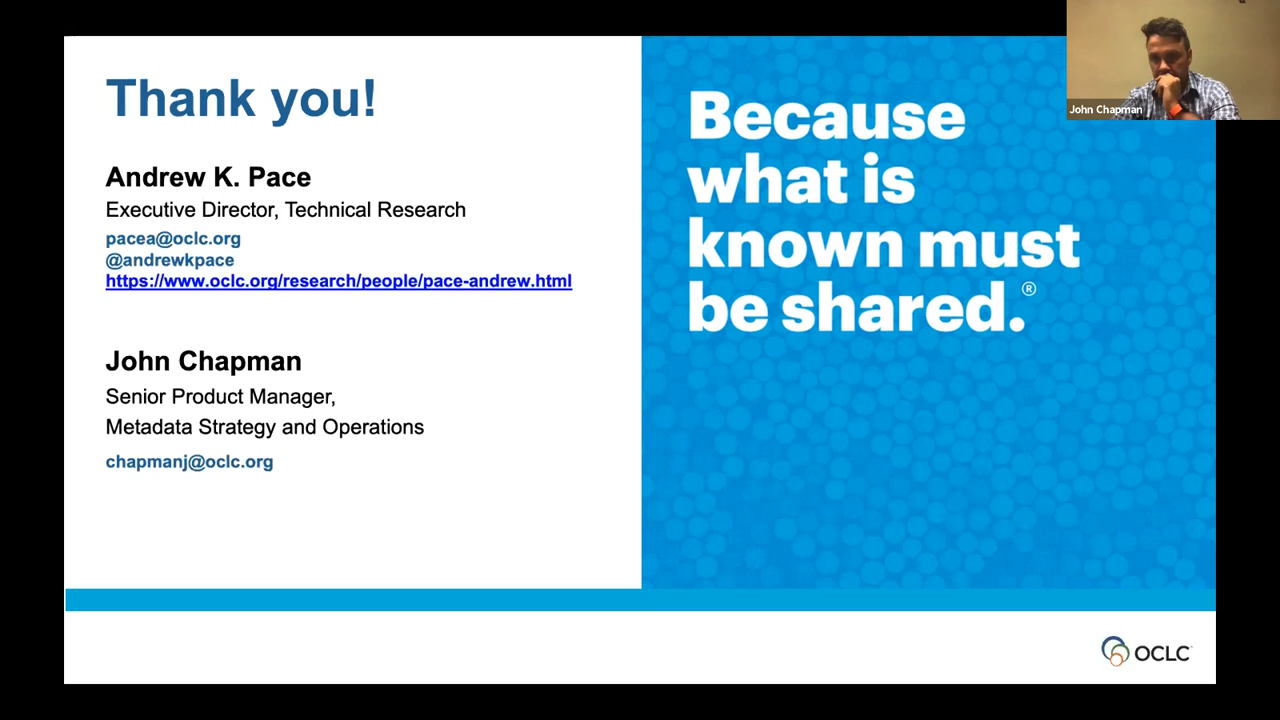 Thank you!
Andrew K. Pace
Executive Director, Technical Research
pacea@oclc.org
@andrewkpace
https://www.oclc.org/research/people/pace-andrew.html
John Chapman
Senior Product Manager,
Metadata Strategy and Operations
chapmanj@oclc.org
Because
what is
known must
be shared.®
John Chapman
OCLC